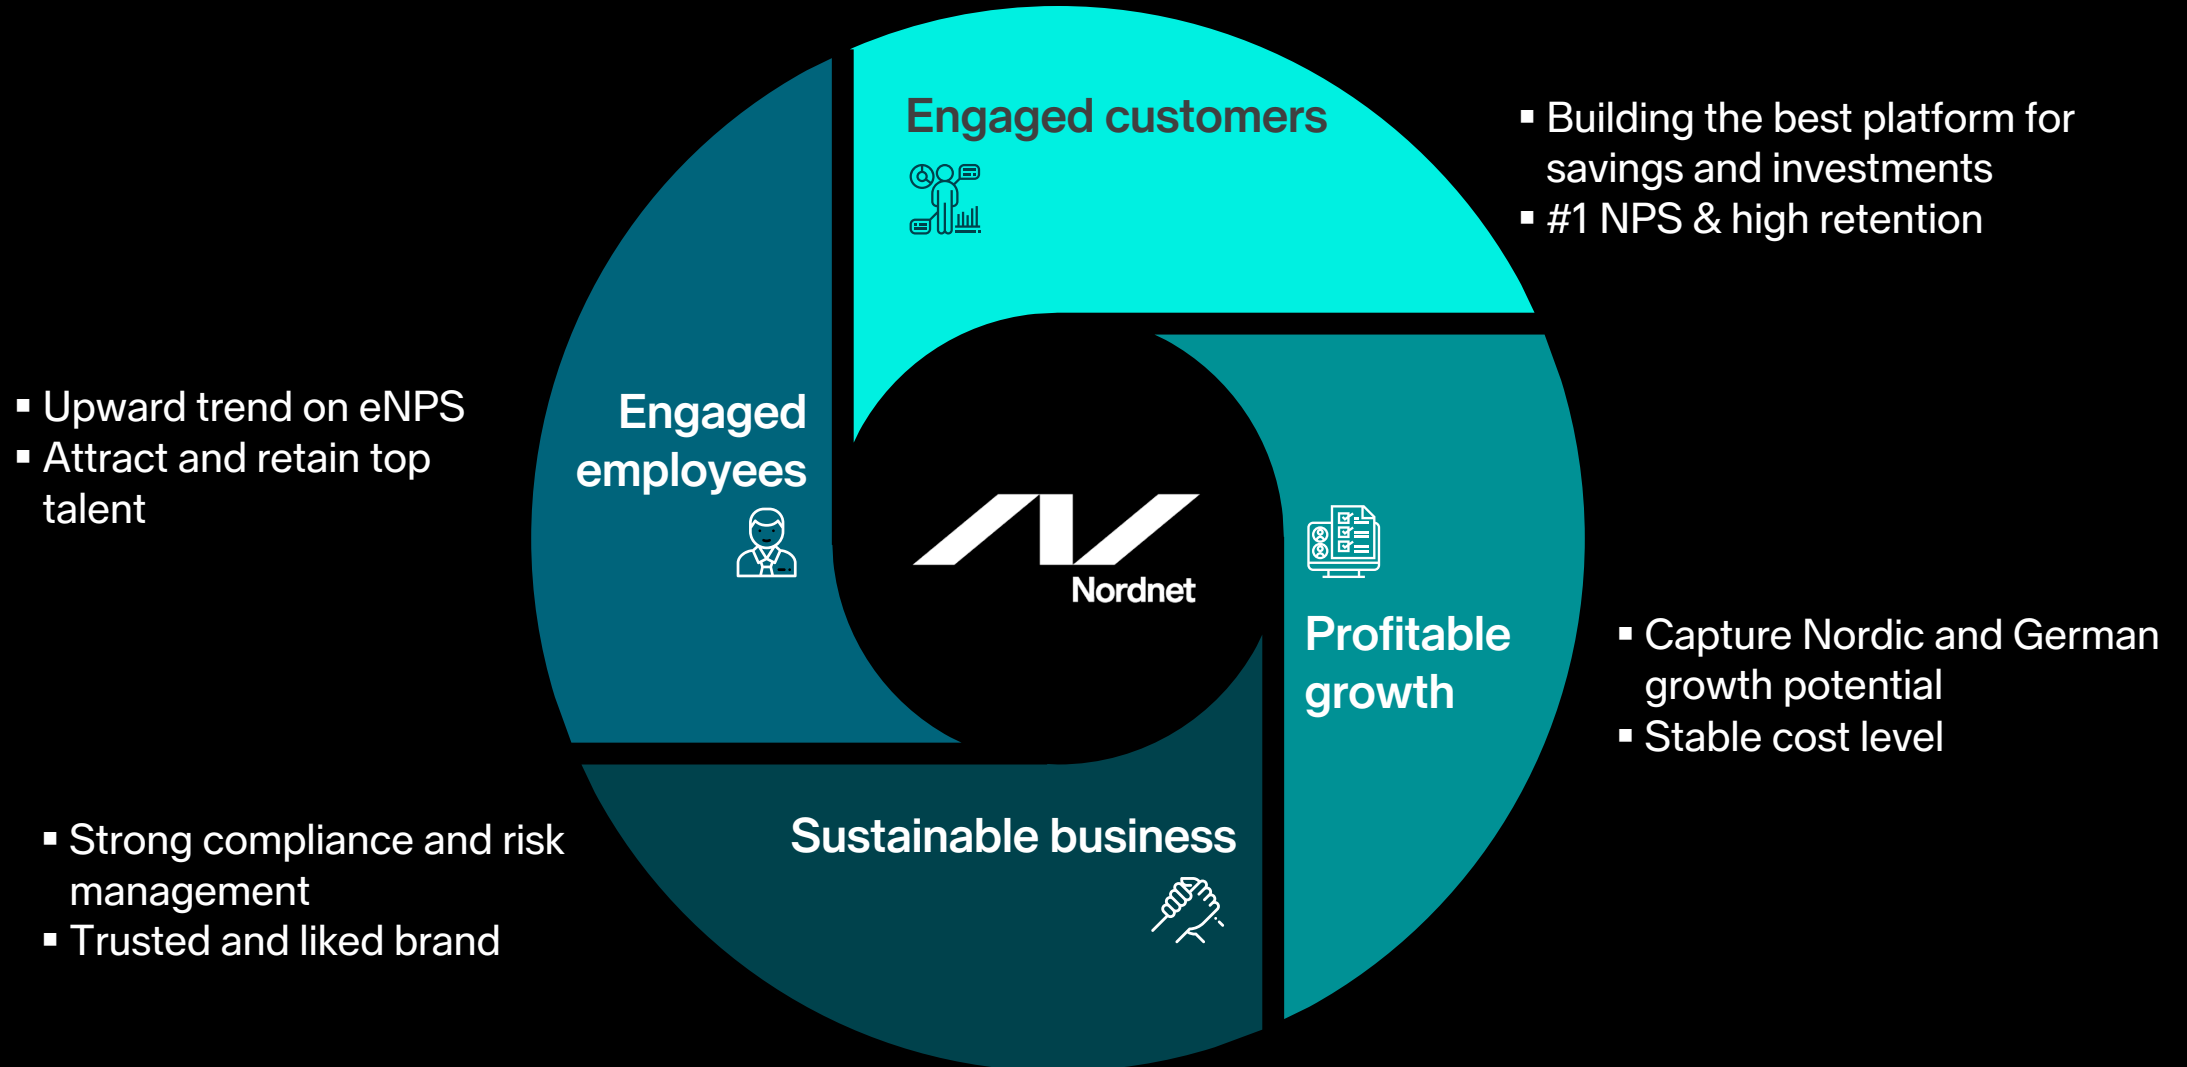 Engaged customers
▪ Building the best platform for
savings and investments
▪ #1 NPS & high retention
Engaged
employees
▪ Upward trend on eNPS
▪ Attract and retain top
talent
Nordnet
Profitable
growth
▪ Capture Nordic and German
growth potential
▪ Stable cost level
Sustainable business
▪ Strong compliance and risk
management
▪ Trusted and liked brand